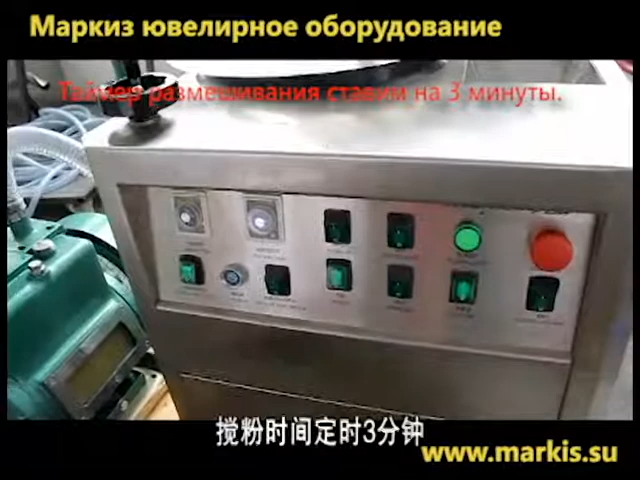 Маркиз ювелирное оборудование
Таймер размешивания ставим на 3 минуты.
搅粉时间定时3分钟
www.markis.su